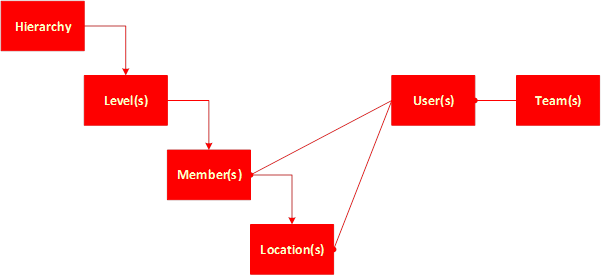 Hierarchy
Level(s)
User(s)
Team(s)
Member(s)
Location(s)